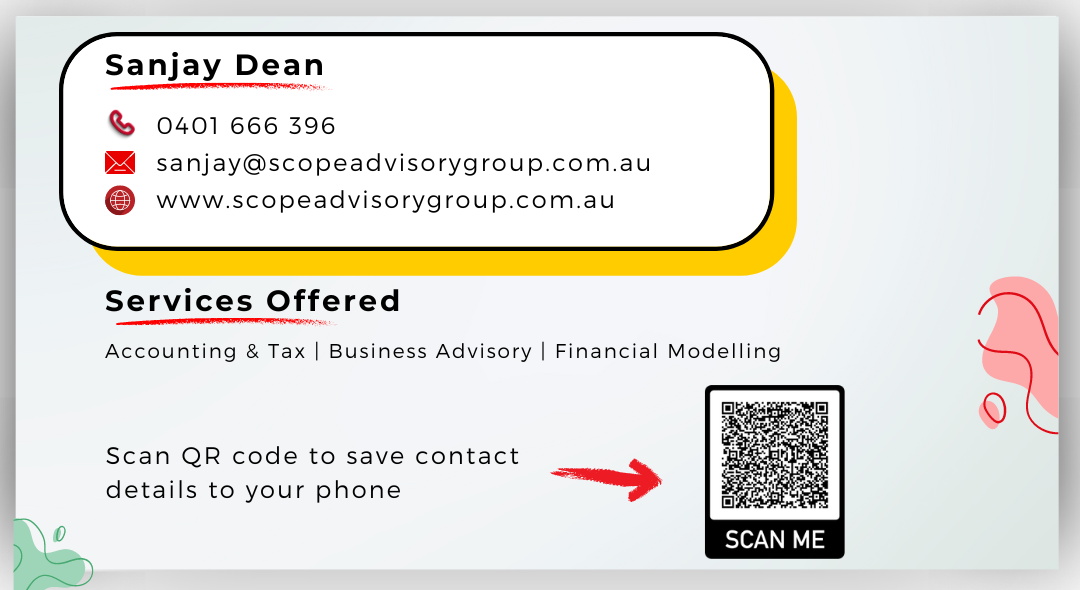 Sanjay Dean
0401 666 396
sanjay@scopeadvisorygroup.com.au
www.scopeadvisorygroup.com.au
Services Offered
Accounting & Tax | Business Advisory | Financial Modelling
Scan QR code to save contact
details to your phone
SCAN ME